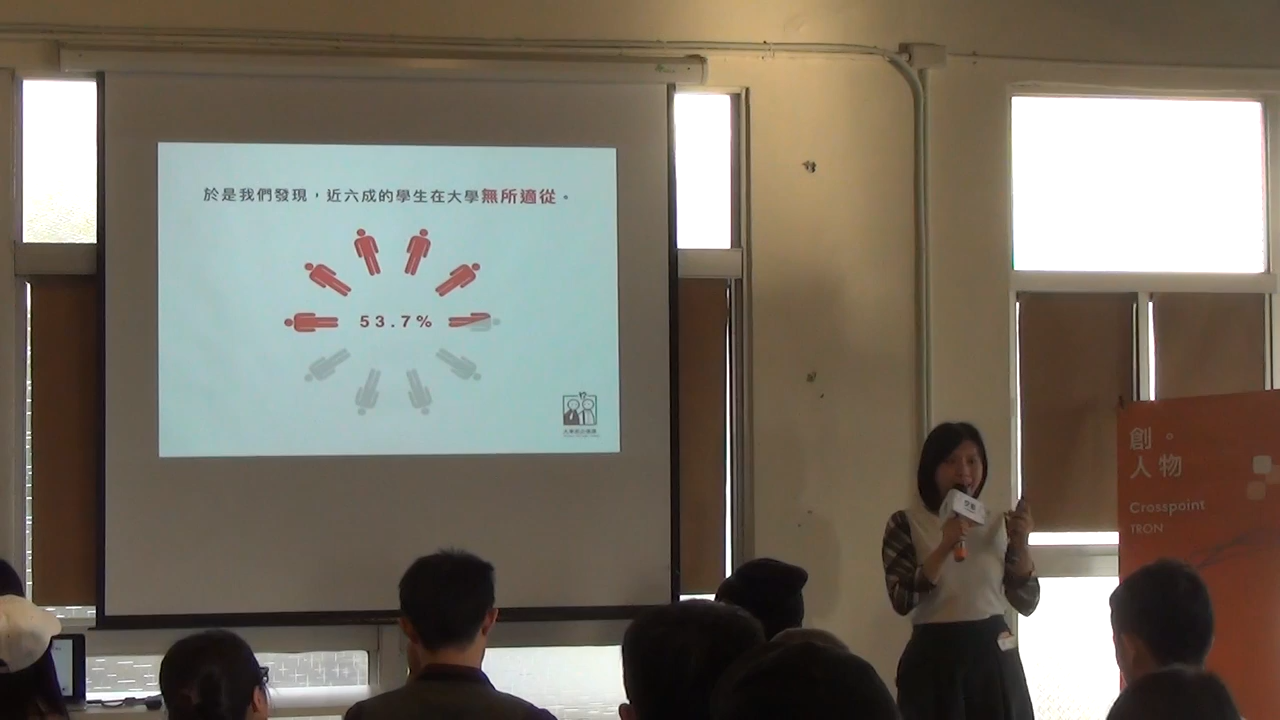 於是我們發現，近六成的學生在大學無所適從。
53.7%
創。
人物
Crosspoint
TRON